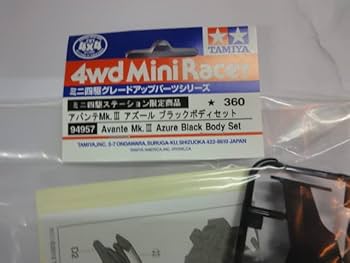 4X4
TAMIYA
4wd Mini Racer
ミニ四駆グレードアップパーツシリーズ
ミニ四駆ステーション限定商品 ★ 360
アバンテMk.Ⅲ アズール ブラックボディセット
94957 Avante Mk.Ⅲ Azure Black Body Set
TAMIYA, INC. 3-7 ONDAWARA, SURUGA-KU, SHIZUOKA 422-8610 JAPAN
D2